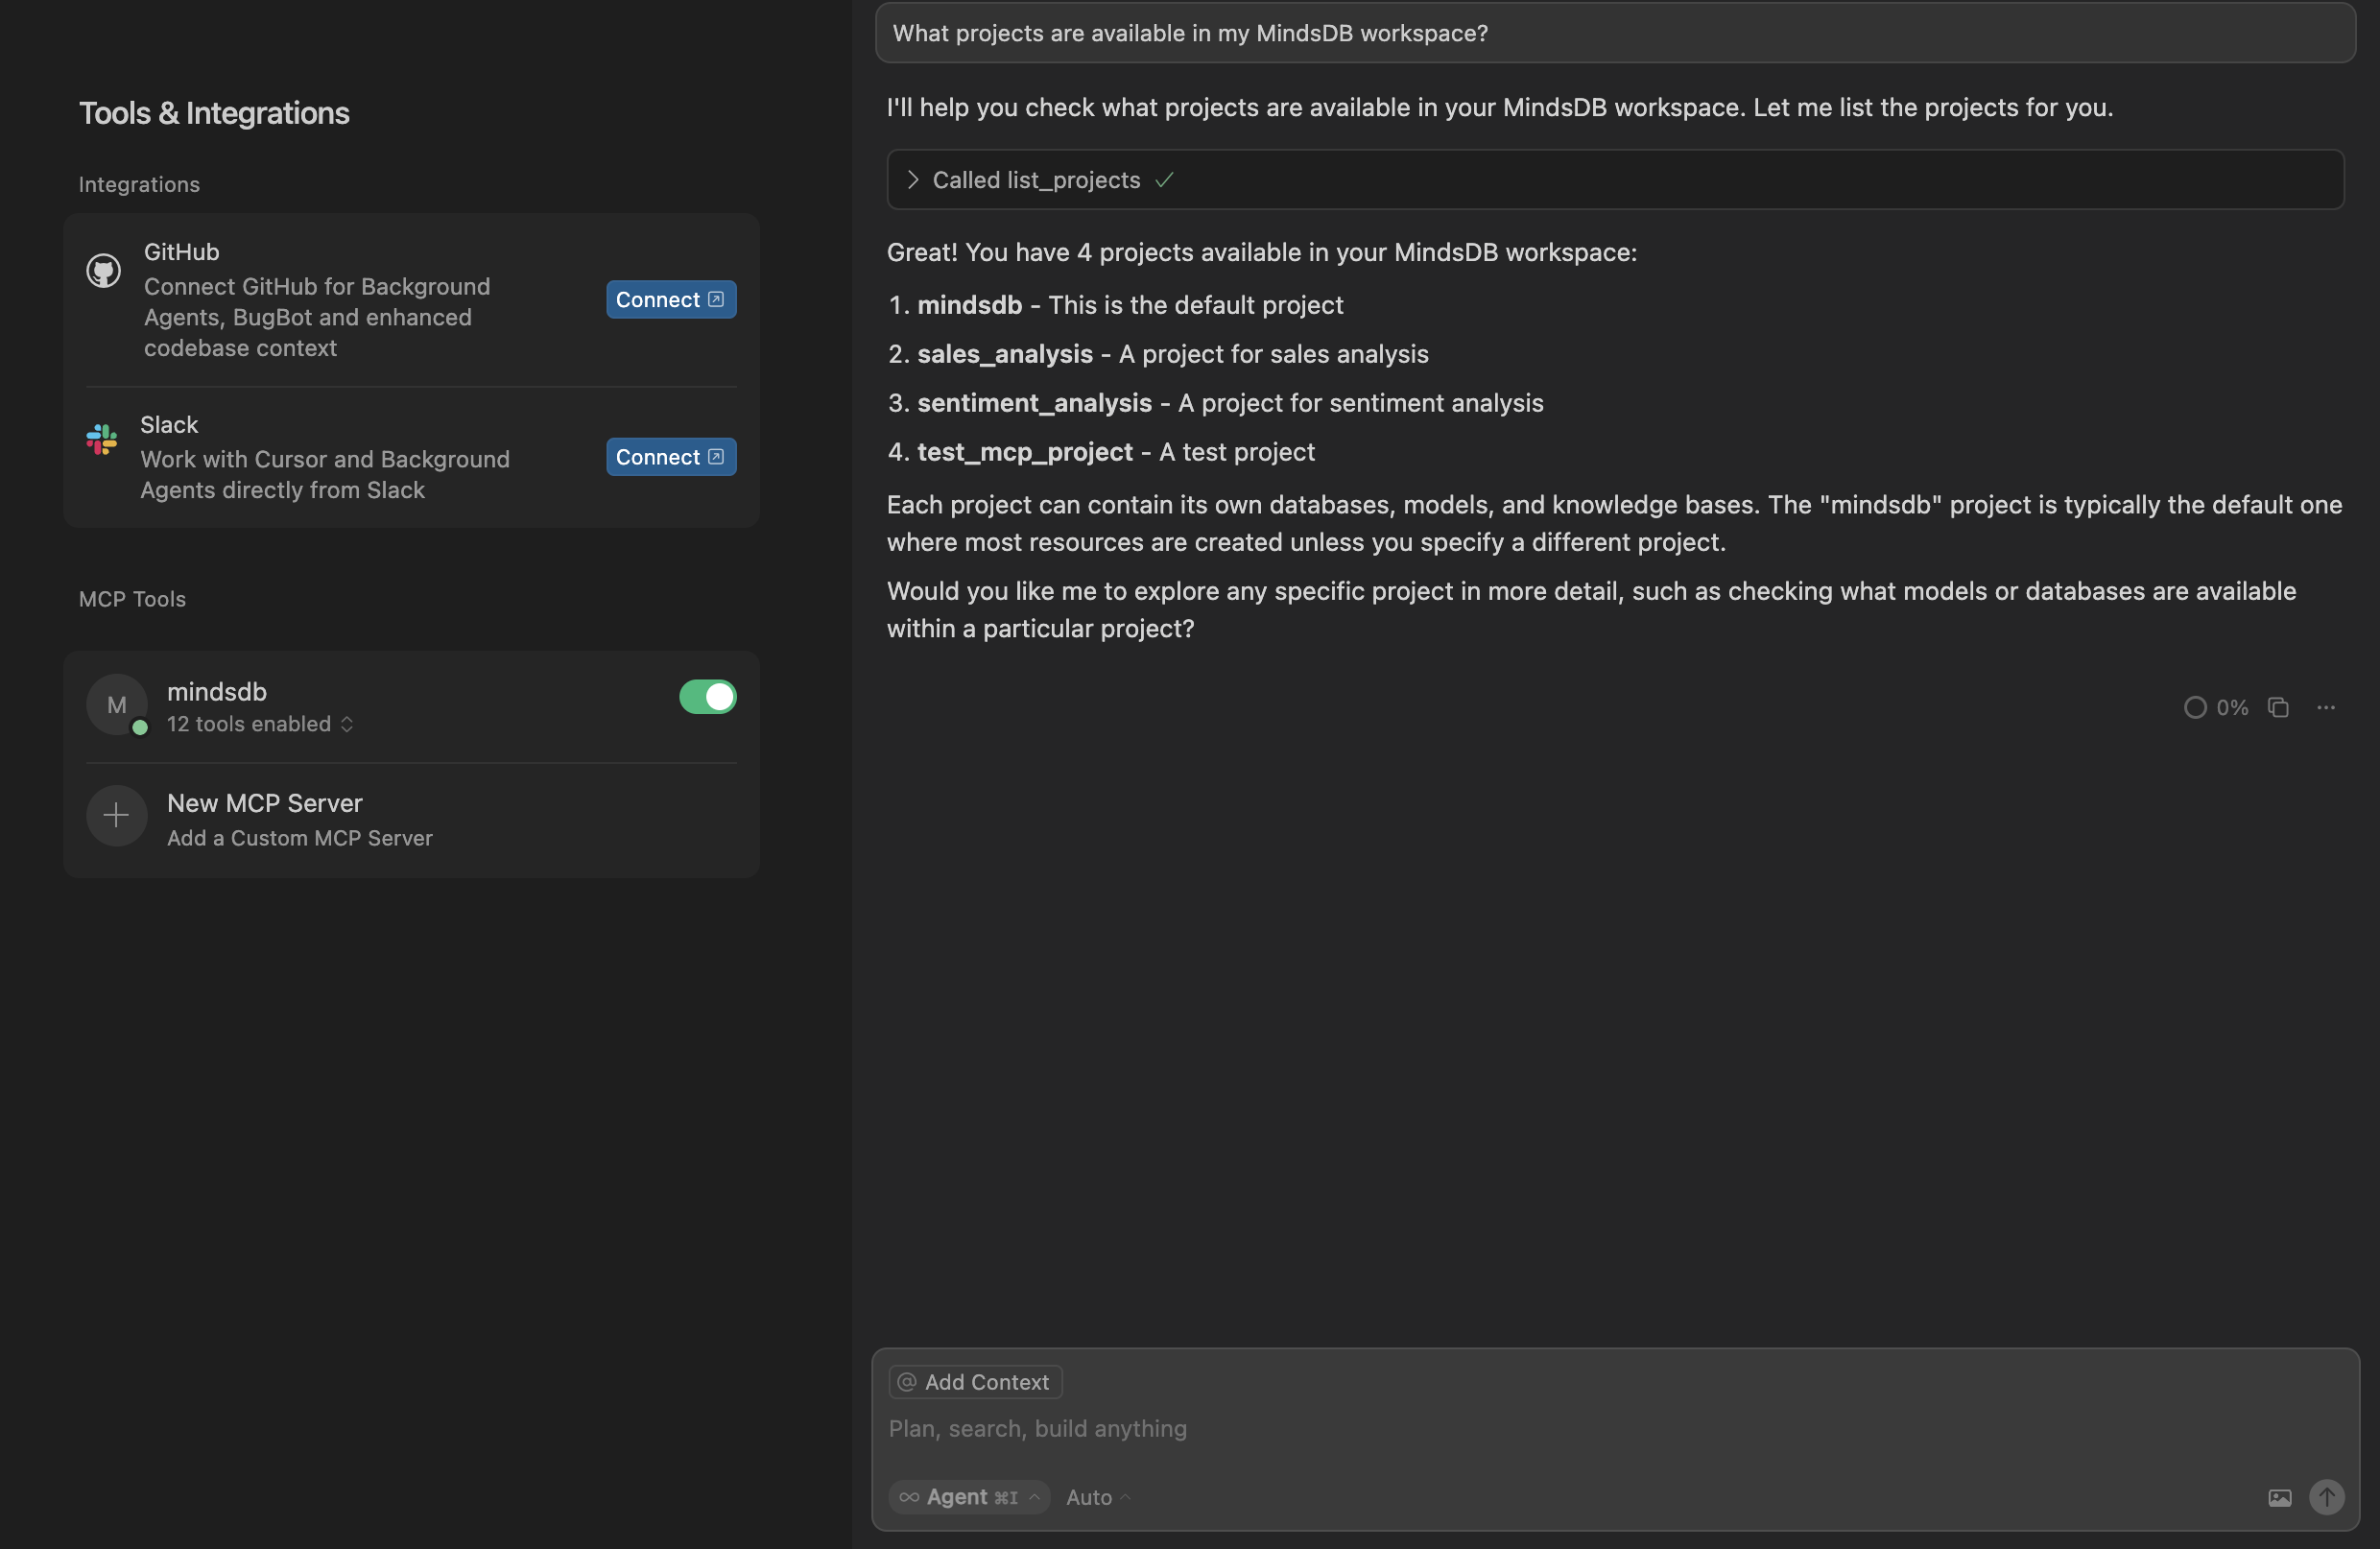 Tools & Integrations
Integrations
GitHub
Connect GitHub for Background
Agents, BugBot and enhanced
codebase context
Connect
Slack
Work with Cursor and Background
Agents directly from Slack
Connect
MCP Tools
M
mindsdb
12 tools enabled
New MCP Server
Add a Custom MCP Server
What projects are available in my MindsDB workspace?
I'll help you check what projects are available in your MindsDB workspace. Let me list the projects for you.
Called list_projects
Great! You have 4 projects available in your MindsDB workspace:
1. mindsdb - This is the default project
2. sales_analysis - A project for sales analysis
3. sentiment_analysis - A project for sentiment analysis
4. test_mcp_project - A test project
Each project can contain its own databases, models, and knowledge bases. The "mindsdb" project is typically the default one
where most resources are created unless you specify a different project.
Would you like me to explore any specific project in more detail, such as checking what models or databases are available
within a particular project?
0%
@ Add Context
Plan, search, build anything
∞ Agent ⌘I Auto